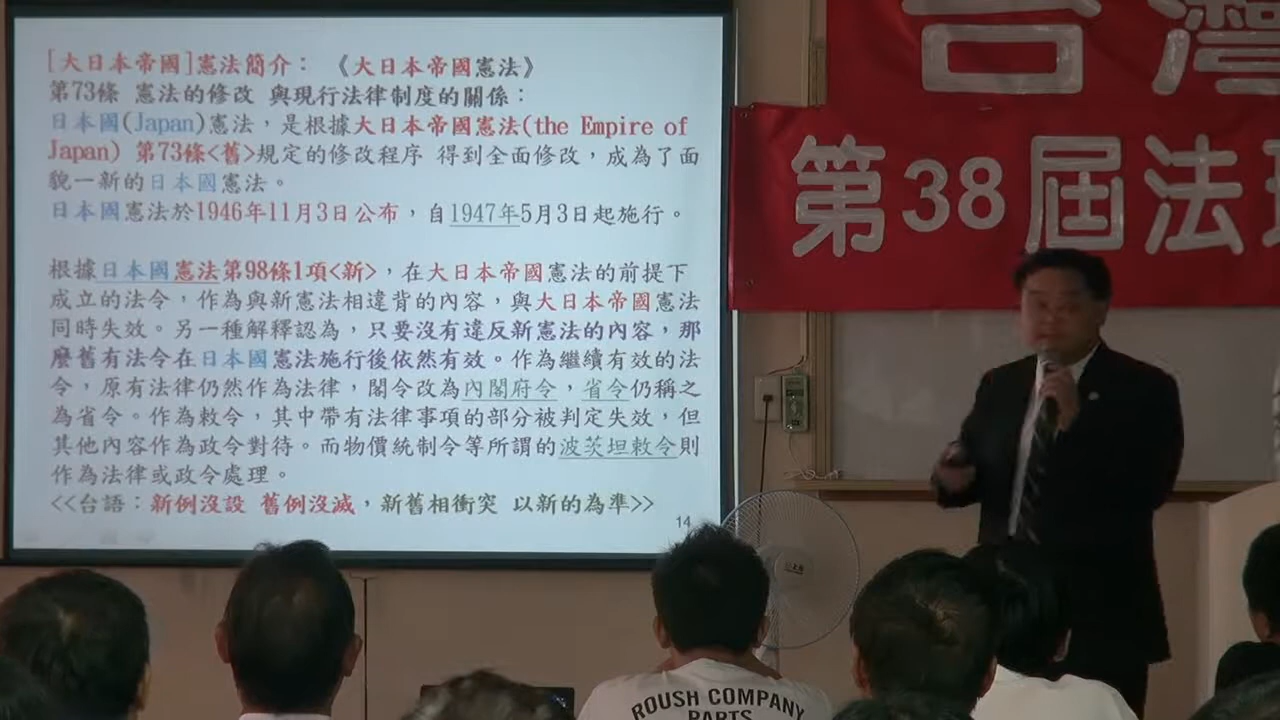 [大日本帝國]憲法簡介： 《大日本帝國憲法》
第73條 憲法的修改 與現行法律制度的關係：
日本國(Japan)憲法，是根據大日本帝國憲法(the Empire of
Japan) 第73條<舊>規定的修改程序 得到全面修改，成為了面
貌一新的日本國憲法。
日本國憲法於1946年11月3日公布，自1947年5月3日起施行。
根據日本國憲法第98條1項<新>，在大日本帝國憲法的前提下
成立的法令，作為與新憲法相違背的內容，與大日本帝國憲法
同時失效。另一種解釋認為，只要沒有違反新憲法的內容，那
麼舊有法令在日本國憲法施行後依然有效。作為繼續有效的法
令，原有法律仍然作為法律，閣令改為內閣府令，省令仍稱之
為省令。作為敕令，其中帶有法律事項的部分被判定失效，但
其他內容作為政令對待。而物價統制令等所謂的波茨坦敕令則
作為法律或政令處理。
<<台語：新例沒設 舊例沒滅，新舊相衝突 以新的為準>>
14
台灣
第38屆法
ROUSH COMPANY
PARTS